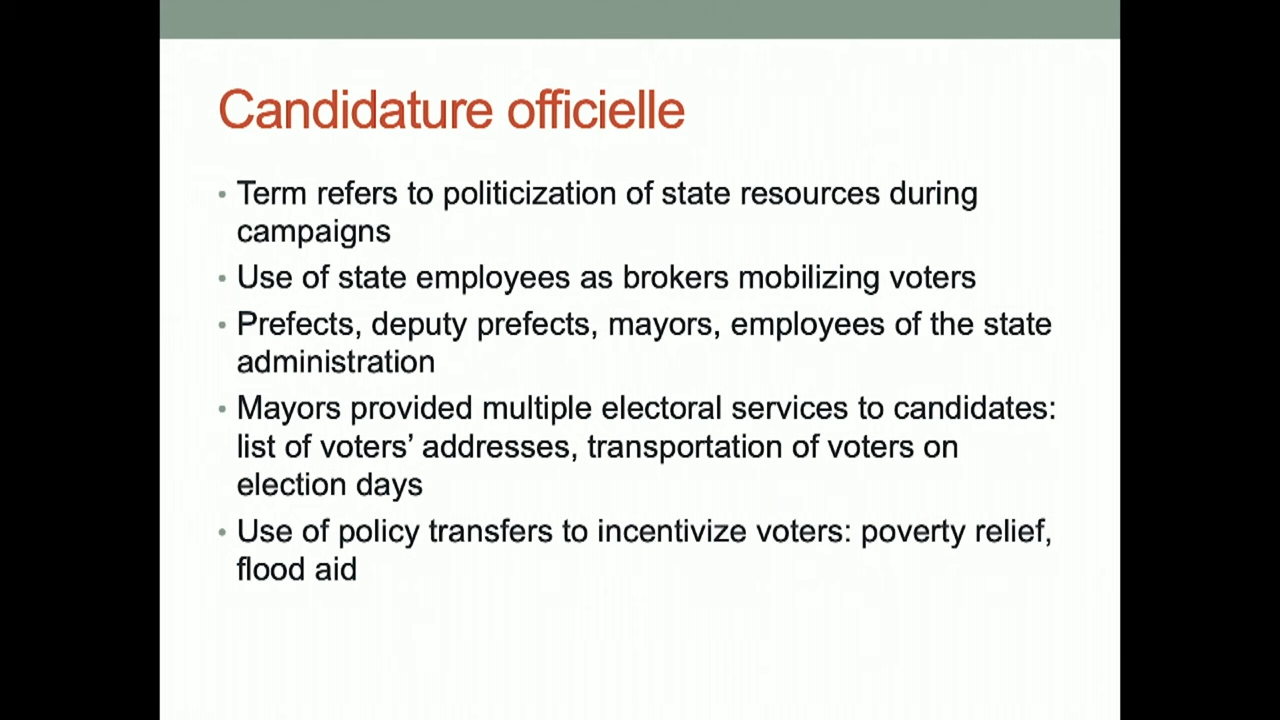 Candidature officielle
• Term refers to politicization of state resources during
campaigns
• Use of state employees as brokers mobilizing voters
• Prefects, deputy prefects, mayors, employees of the state
administration
• Mayors provided multiple electoral services to candidates:
list of voters’ addresses, transportation of voters on
election days
• Use of policy transfers to incentivize voters: poverty relief,
flood aid